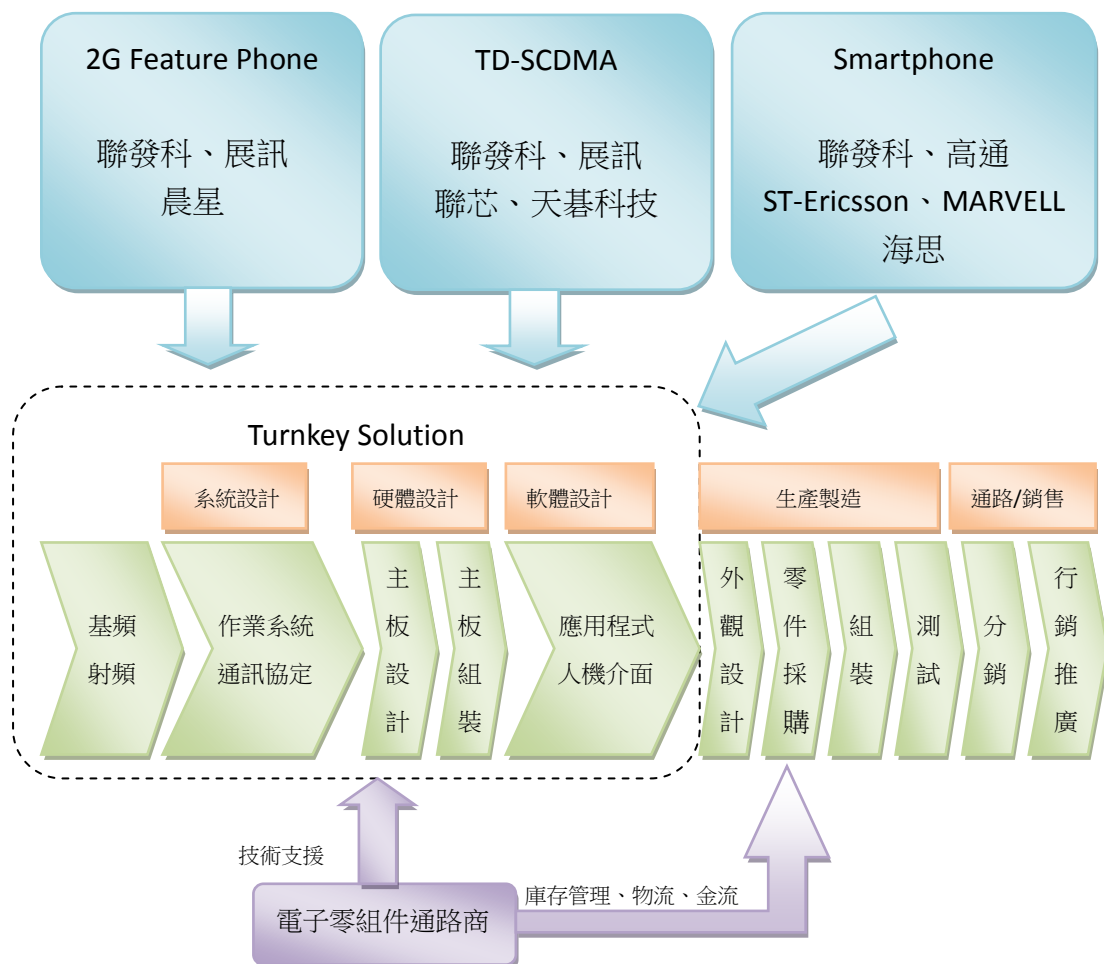 2G Feature Phone
聯發科、展訊
晨星
TD-SCDMA
聯發科、展訊
聯芯、天碁科技
Smartphone
聯發科、高通
ST-Ericsson、MARVELL
海思
Turnkey Solution
系統設計
硬體設計
軟體設計
生產製造
通路/銷售
基頻
射頻
作業系統
通訊協定
主板設計
主板組裝
應用程式
人機介面
外觀設計
零件採購
組裝
測試
分銷
行銷推廣
技術支援
電子零組件通路商
庫存管理、物流、金流